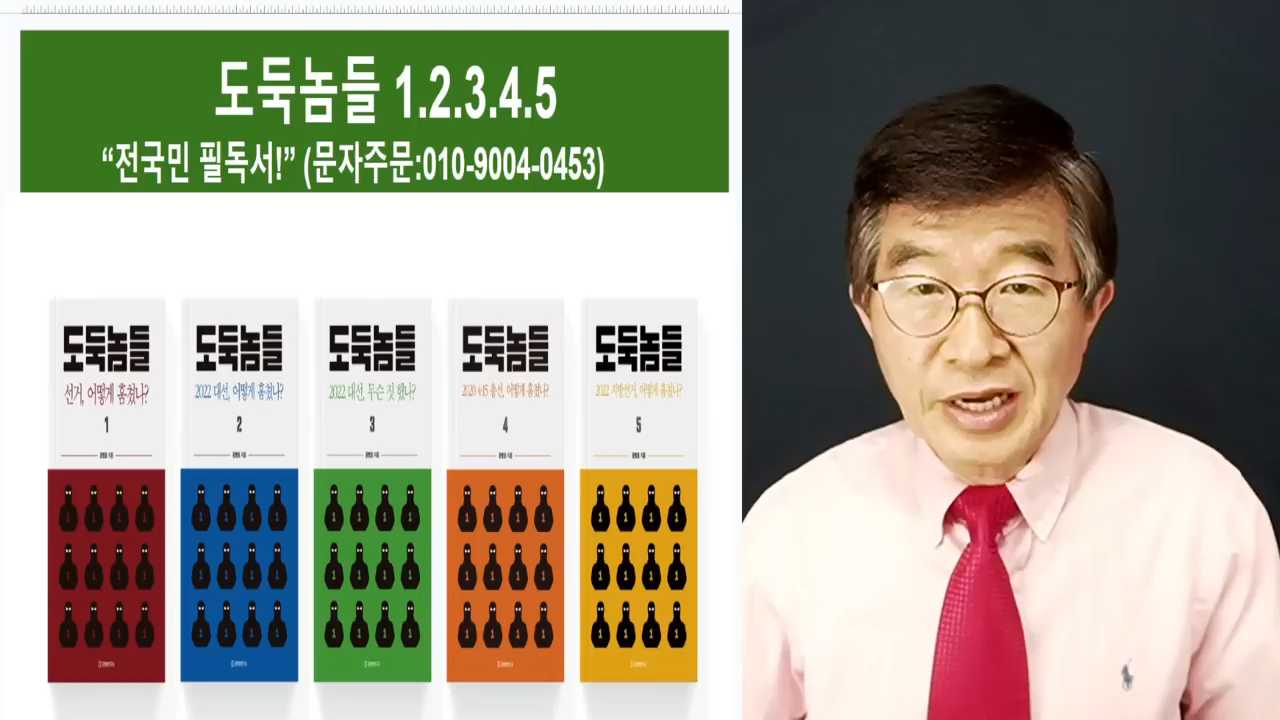 도둑놈들 1.2.3.4.5
“전국민 필독서!” (문자주문:010-9004-0453)
도둑놈들
선거, 어떻게 훔쳤나?
1
도둑놈들
2022 대선, 어떻게 훔쳤나?
2
도둑놈들
2022 대선, 무슨 짓 했나?
3
도둑놈들
2020 4·15 총선, 어떻게 훔쳤나?
4
도둑놈들
2022 지방선거, 어떻게 훔쳤나?
5